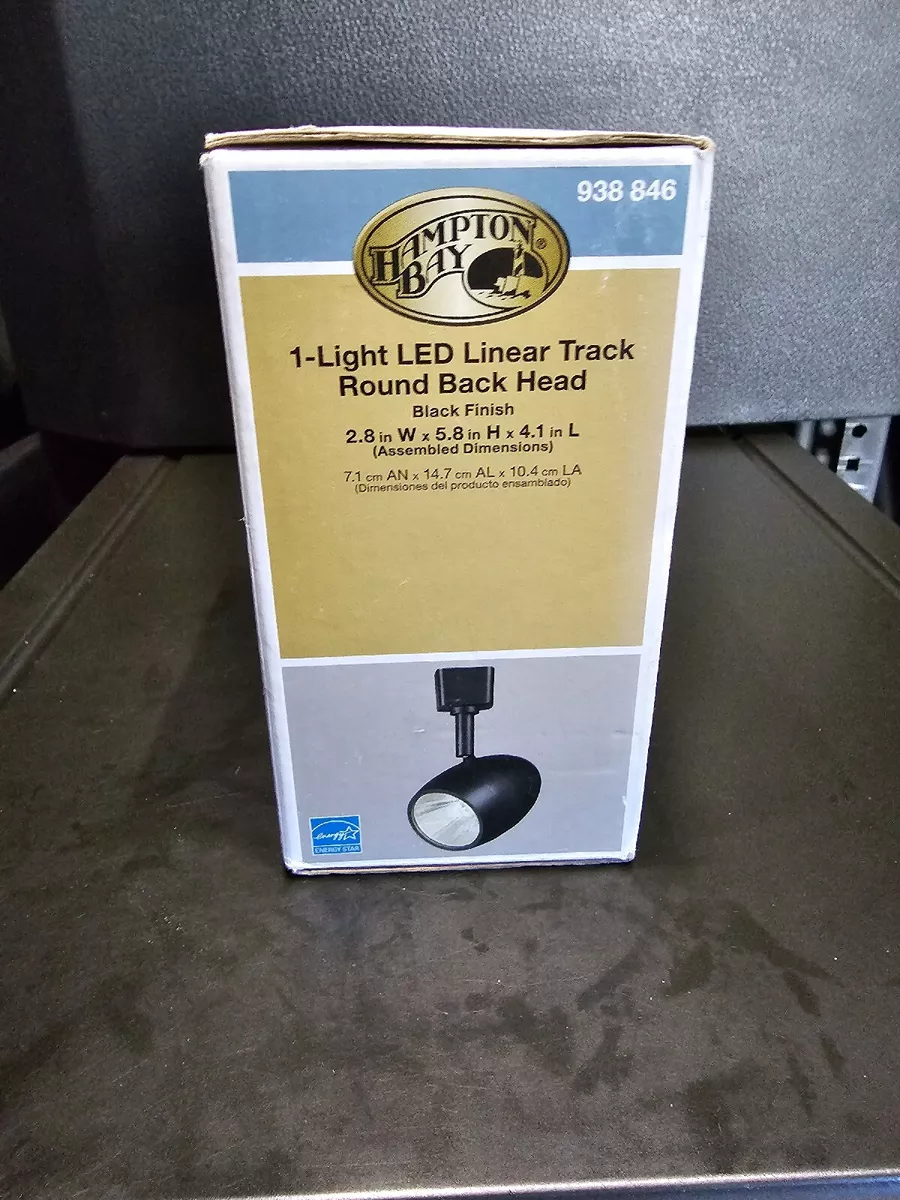 938 846
HAMPTON
BAY
®
1-Light LED Linear Track
Round Back Head
Black Finish
2.8 in W x 5.8 in H x 4.1 in L
(Assembled Dimensions)
7.1 cm AN x 14.7 cm AL x 10.4 cm LA
(Dimensiones del producto ensamblado)
energy
ENERGY STAR